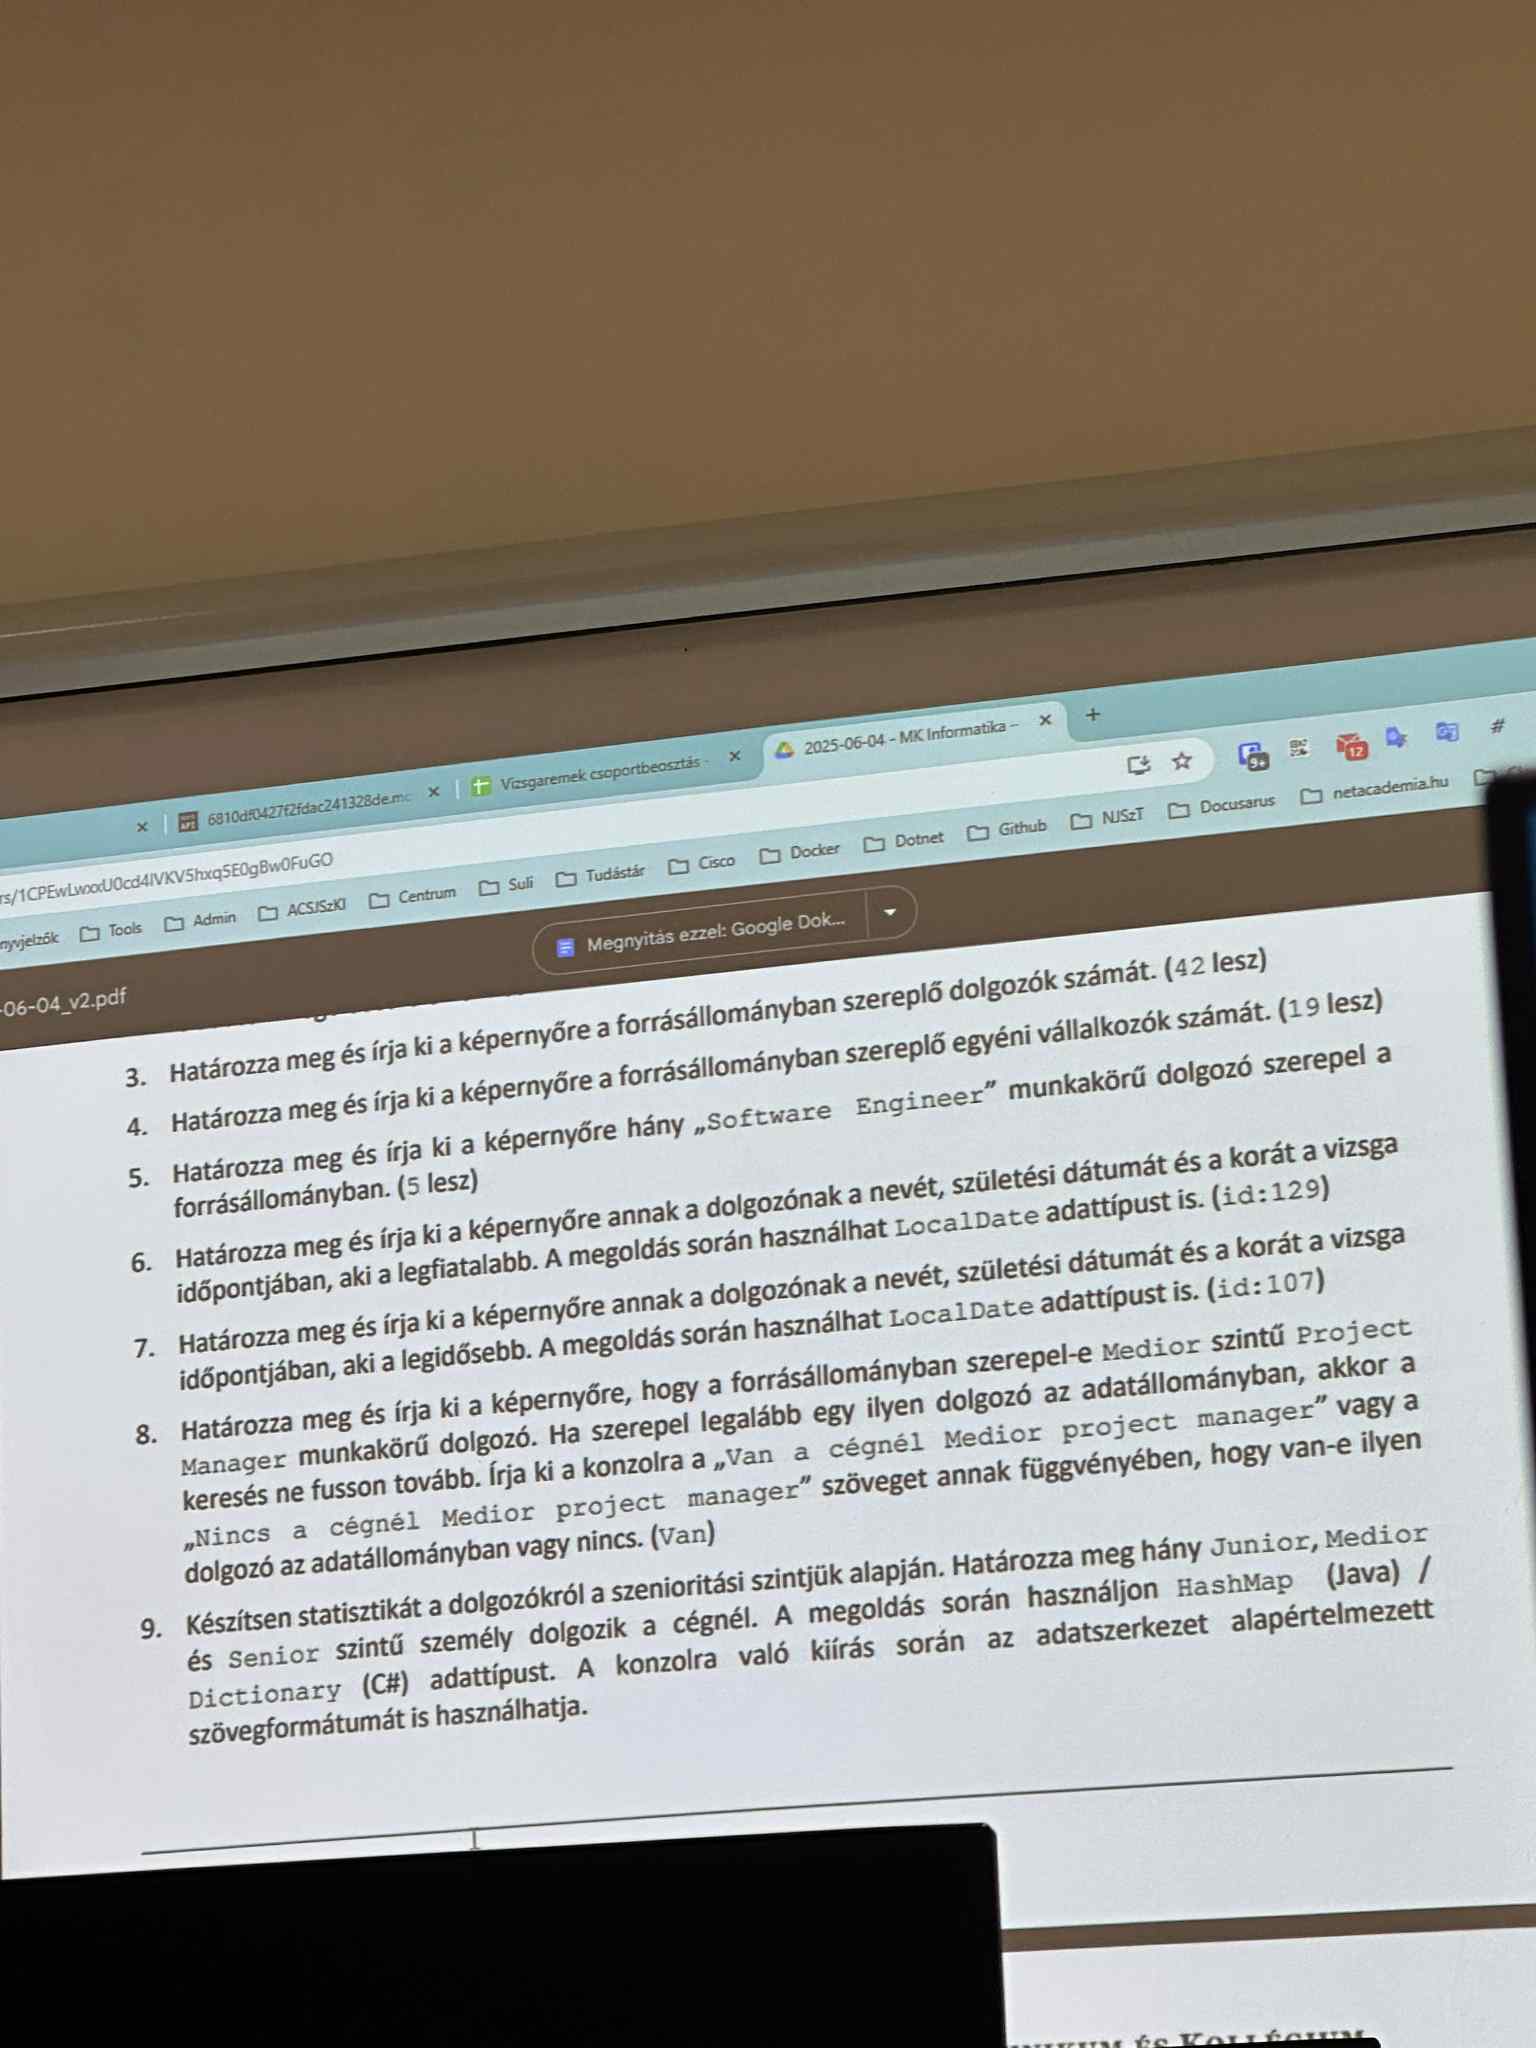 6810df0427f2fdac241328de.mc
Vizsgaremek csoportbeosztás -
2025-06-04 - MK Informatika -
rs/1CPEwLwxxU0cd4lVKV5hxq5E0gBw0FuGO
9+
12
#
nyvjelzők Tools Admin ACSJSzKI Centrum Suli Tudástár Cisco Docker Dotnet Github NJSzT Docusarus netacademia.hu
-06-04_v2.pdf
Megnyitás ezzel: Google Dok...
3. Határozza meg és írja ki a képernyőre a forrásállományban szereplő dolgozók számát. (42 lesz)
4. Határozza meg és írja ki a képernyőre a forrásállományban szereplő egyéni vállalkozók számát. (19 lesz)
5. Határozza meg és írja ki a képernyőre hány „Software Engineer” munkakörű dolgozó szerepel a
forrásállományban. (5 lesz)
6. Határozza meg és írja ki a képernyőre annak a dolgozónak a nevét, születési dátumát és a korát a vizsga
időpontjában, aki a legfiatalabb. A megoldás során használhat LocalDate adattípust is. (id:129)
7. Határozza meg és írja ki a képernyőre annak a dolgozónak a nevét, születési dátumát és a korát a vizsga
időpontjában, aki a legidősebb. A megoldás során használhat LocalDate adattípust is. (id:107)
8. Határozza meg és írja ki a képernyőre, hogy a forrásállományban szerepel-e Medior szintű Project
Manager munkakörű dolgozó. Ha szerepel legalább egy ilyen dolgozó az adatállományban, akkor a
keresés ne fusson tovább. Írja ki a konzolra a „Van a cégnél Medior project manager” vagy a
„Nincs a cégnél Medior project manager” szöveget annak függvényében, hogy van-e ilyen
dolgozó az adatállományban vagy nincs. (Van)
9. Készítsen statisztikát a dolgozókról a szenioritási szintjük alapján. Határozza meg hány Junior, Medior
és Senior szintű személy dolgozik a cégnél. A megoldás során használjon HashMap (Java) /
Dictionary (C#) adattípust. A konzolra való kiírás során az adatszerkezet alapértelmezett
szövegformátumát is használhatja.
ÉS KOLLÉGIUM